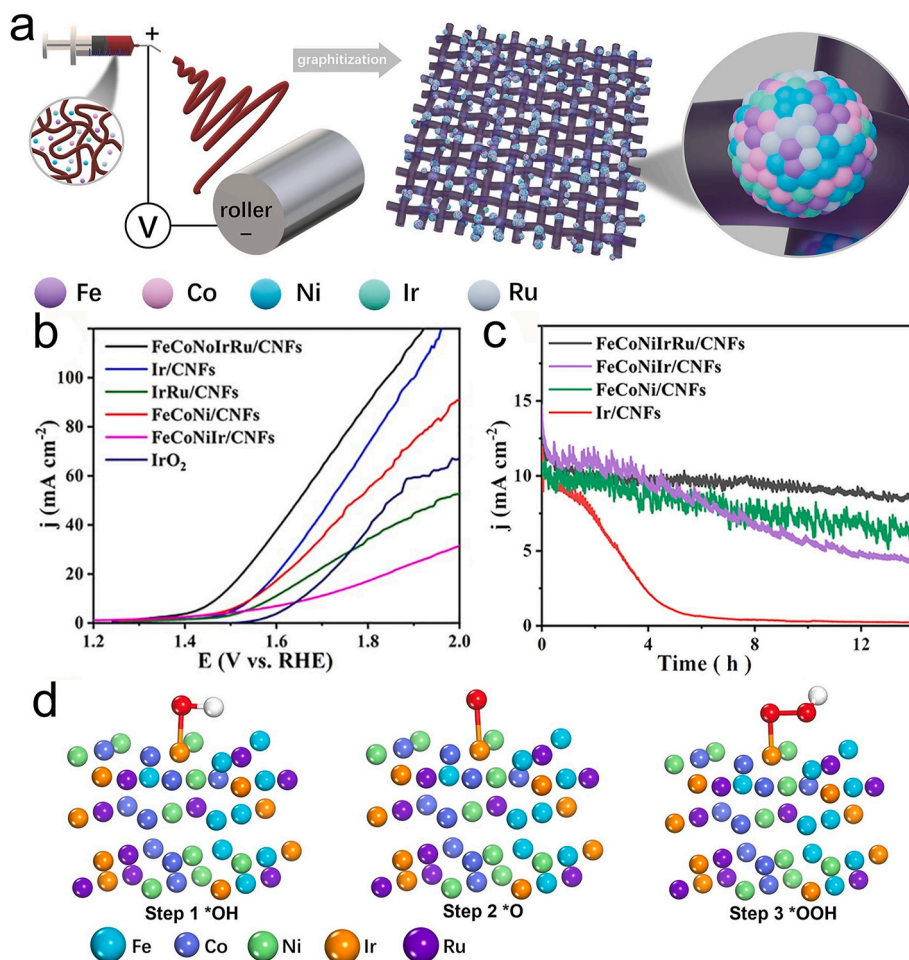 a
+
graphitization
V
roller
−
Fe Co Ni Ir Ru
b
FeCoNoIrRu/CNFs
Ir/CNFs
IrRu/CNFs
FeCoNi/CNFs
FeCoNiIr/CNFs
IrO₂
j (mA cm⁻²)
100
80
60
40
20
0
1.2 1.4 1.6 1.8 2.0
E (V vs. RHE)
c
FeCoNiIrRu/CNFs
FeCoNiIr/CNFs
FeCoNi/CNFs
Ir/CNFs
j (mA cm⁻²)
15
10
5
0
0 4 8 12
Time ( h )
d
Step 1 *OH
Step 2 *O
Step 3 *OOH
Fe Co Ni Ir Ru